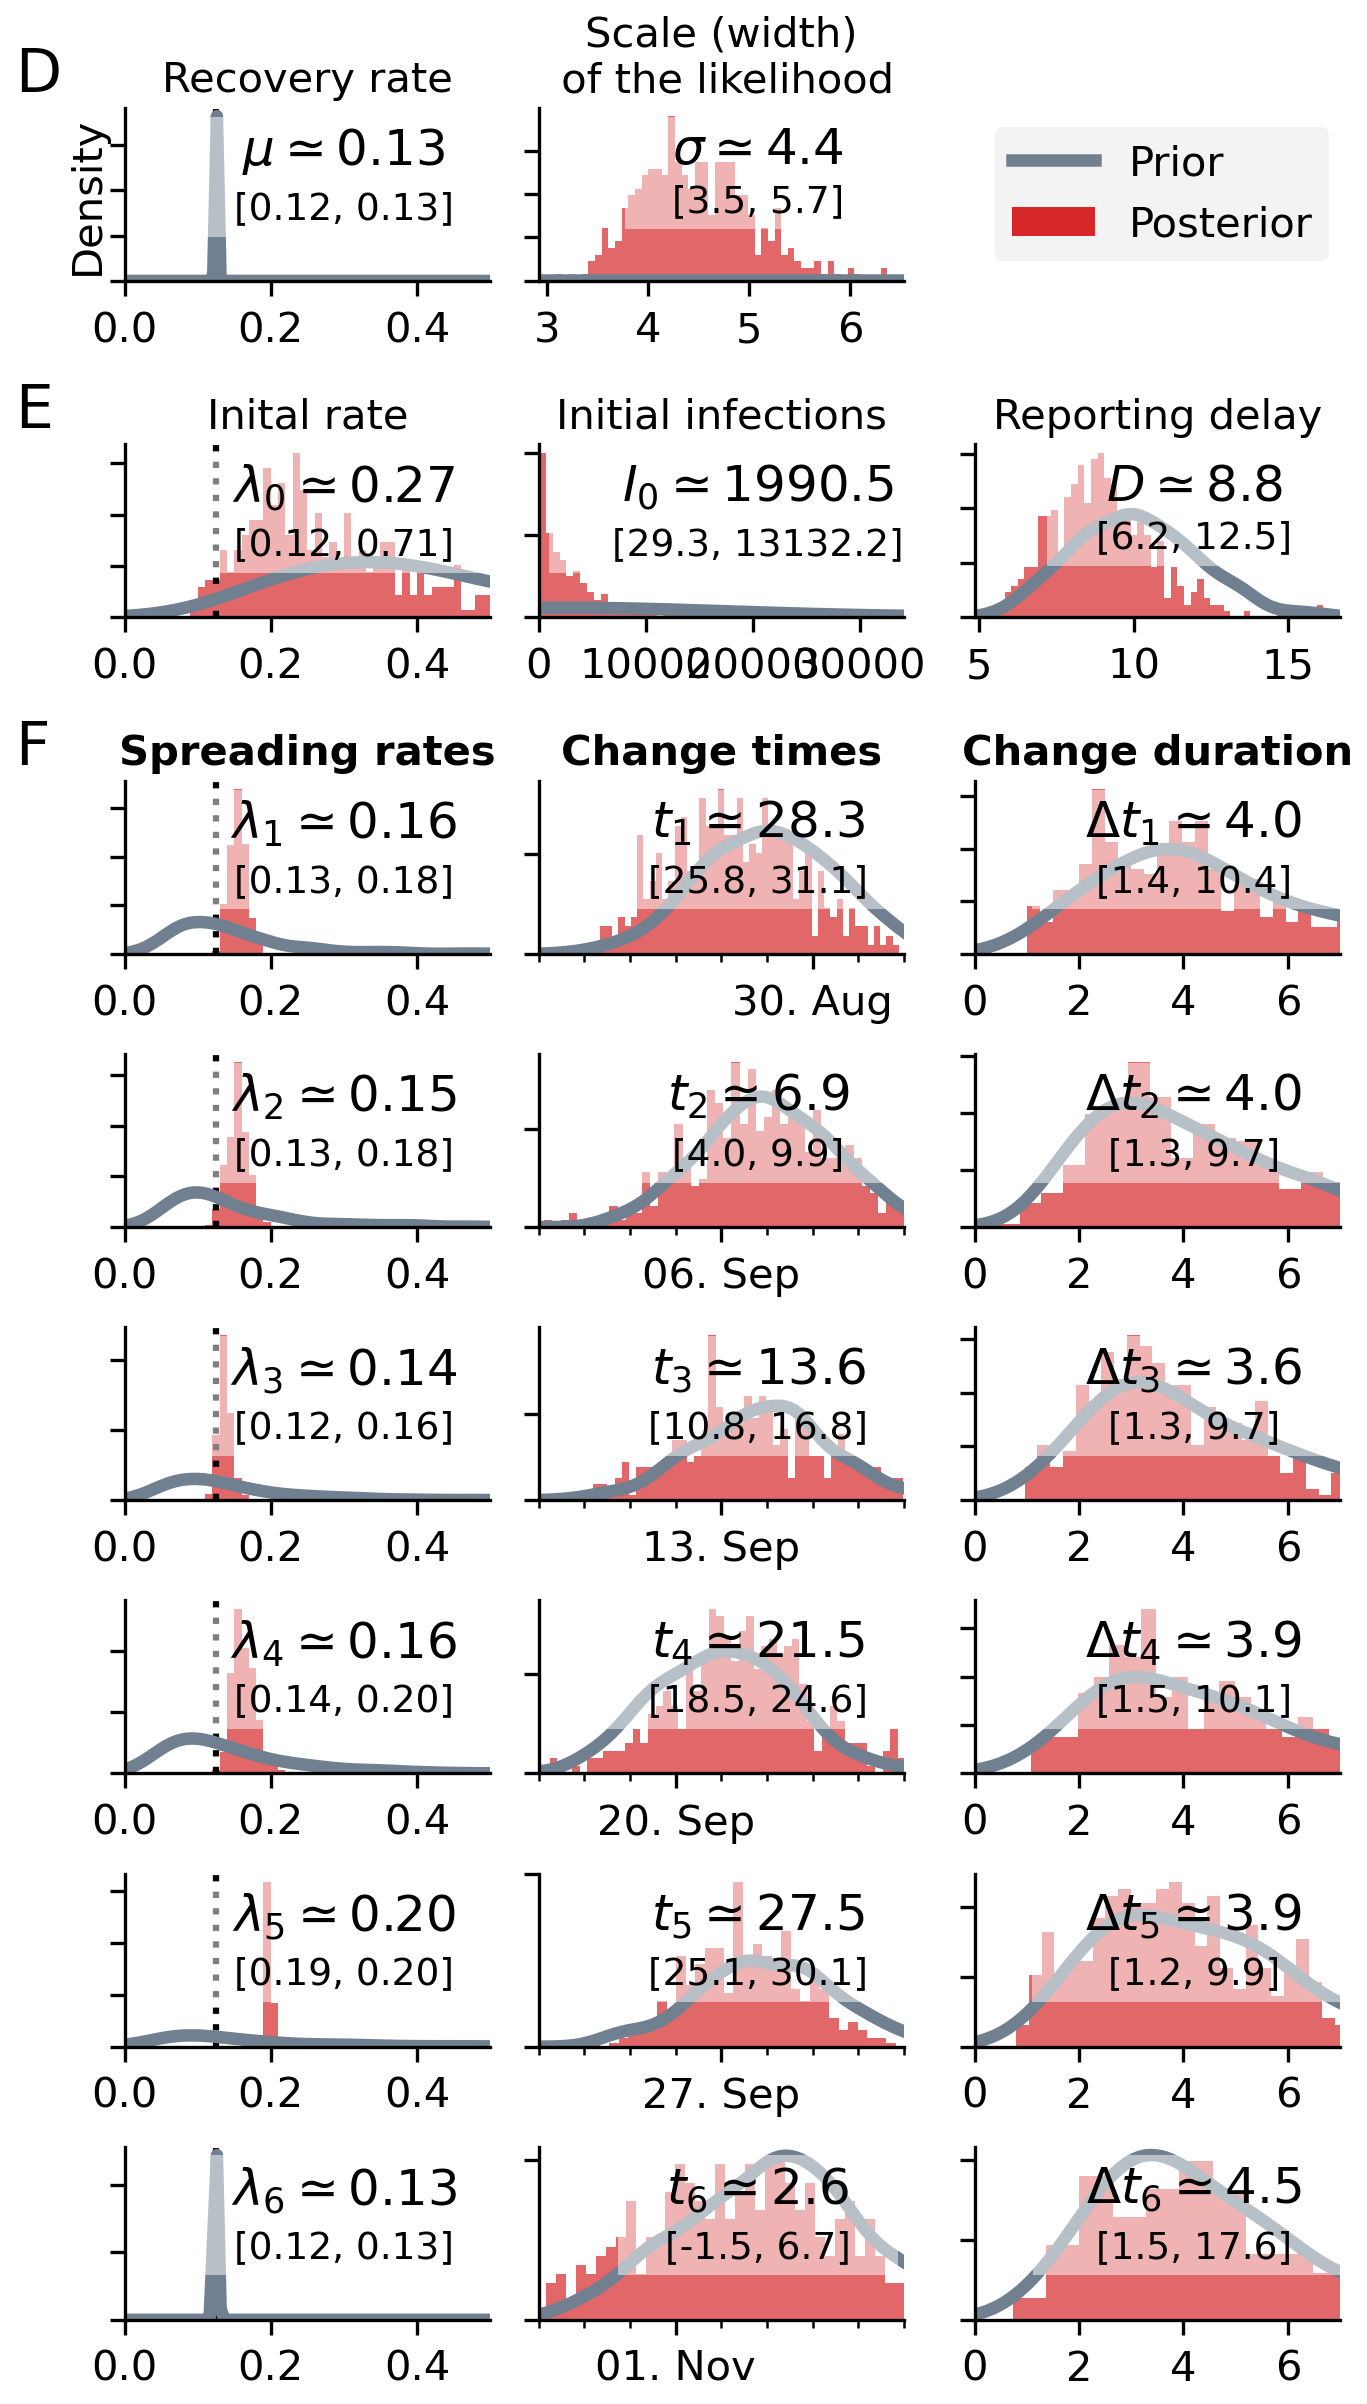 D
Recovery rate
Scale (width)
of the likelihood
Density
μ ≃ 0.13
[0.12, 0.13]
0.0 0.2 0.4
σ ≃ 4.4
[3.5, 5.7]
3 4 5 6
Prior
Posterior
E
Inital rate
λ0 ≃ 0.27
[0.12, 0.71]
0.0 0.2 0.4
Initial infections
I0 ≃ 1990.5
[29.3, 13132.2]
0 10000 20000 30000
Reporting delay
D ≃ 8.8
[6.2, 12.5]
5 10 15
F
Spreading rates
Change times
Change duration
λ1 ≃ 0.16
[0.13, 0.18]
0.0 0.2 0.4
t1 ≃ 28.3
[25.8, 31.1]
30. Aug
Δt1 ≃ 4.0
[1.4, 10.4]
0 2 4 6
λ2 ≃ 0.15
[0.13, 0.18]
0.0 0.2 0.4
t2 ≃ 6.9
[4.0, 9.9]
06. Sep
Δt2 ≃ 4.0
[1.3, 9.7]
0 2 4 6
λ3 ≃ 0.14
[0.12, 0.16]
0.0 0.2 0.4
t3 ≃ 13.6
[10.8, 16.8]
13. Sep
Δt3 ≃ 3.6
[1.3, 9.7]
0 2 4 6
λ4 ≃ 0.16
[0.14, 0.20]
0.0 0.2 0.4
t4 ≃ 21.5
[18.5, 24.6]
20. Sep
Δt4 ≃ 3.9
[1.5, 10.1]
0 2 4 6
λ5 ≃ 0.20
[0.19, 0.20]
0.0 0.2 0.4
t5 ≃ 27.5
[25.1, 30.1]
27. Sep
Δt5 ≃ 3.9
[1.2, 9.9]
0 2 4 6
λ6 ≃ 0.13
[0.12, 0.13]
0.0 0.2 0.4
t6 ≃ 2.6
[-1.5, 6.7]
01. Nov
Δt6 ≃ 4.5
[1.5, 17.6]
0 2 4 6